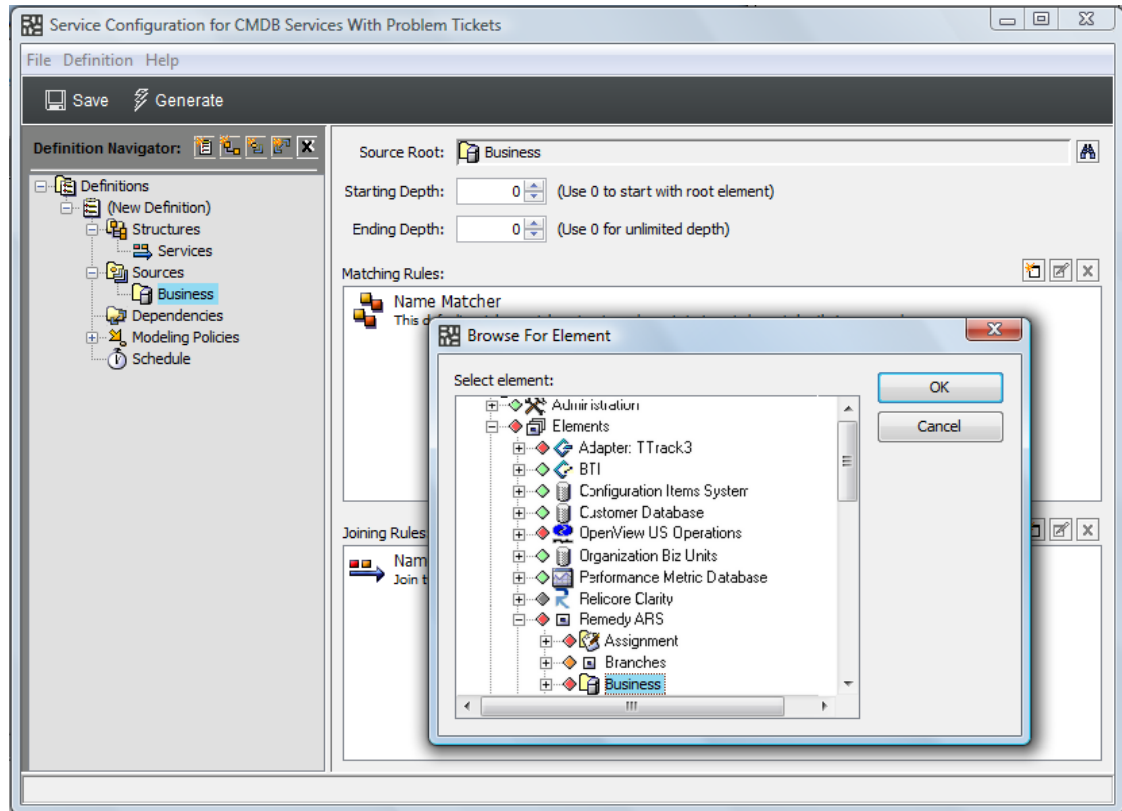 Service Configuration for CMDB Services With Problem Tickets
File Definition Help
Save Generate
Definition Navigator:
Definitions
(New Definition)
Structures
Services
Sources
Business
Dependencies
Modeling Policies
Schedule
Source Root: Business
Starting Depth: 0 (Use 0 to start with root element)
Ending Depth: 0 (Use 0 for unlimited depth)
Matching Rules:
Name Matcher
This
Joining Rules
Nam
Join t
Browse For Element
Select element:
Administration
Elements
Adapter: TTrack3
BTI
Configuration Items System
Customer Database
OpenView US Operations
Organization Biz Units
Performance Metric Database
Relicore Clarity
Remedy ARS
Assignment
Branches
Business
OK
Cancel